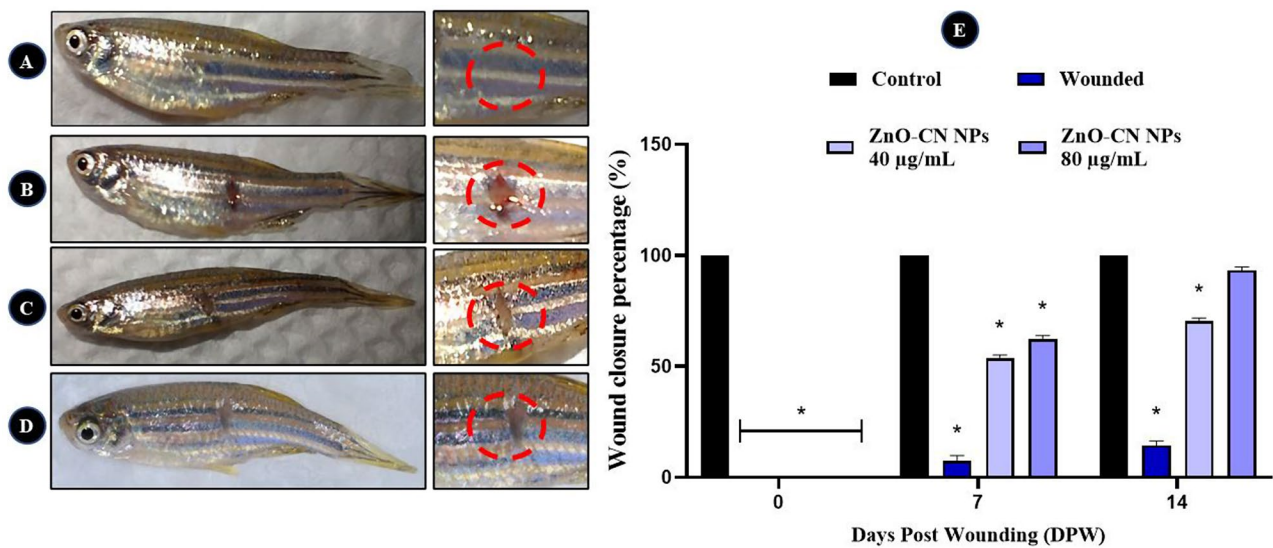 A
B
C
D
E
Control
Wounded
ZnO-CN NPs
40 µg/mL
ZnO-CN NPs
80 µg/mL
Wound closure percentage (%)
150
100
50
0
*
*
*
*
*
*
0
7
14
Days Post Wounding (DPW)